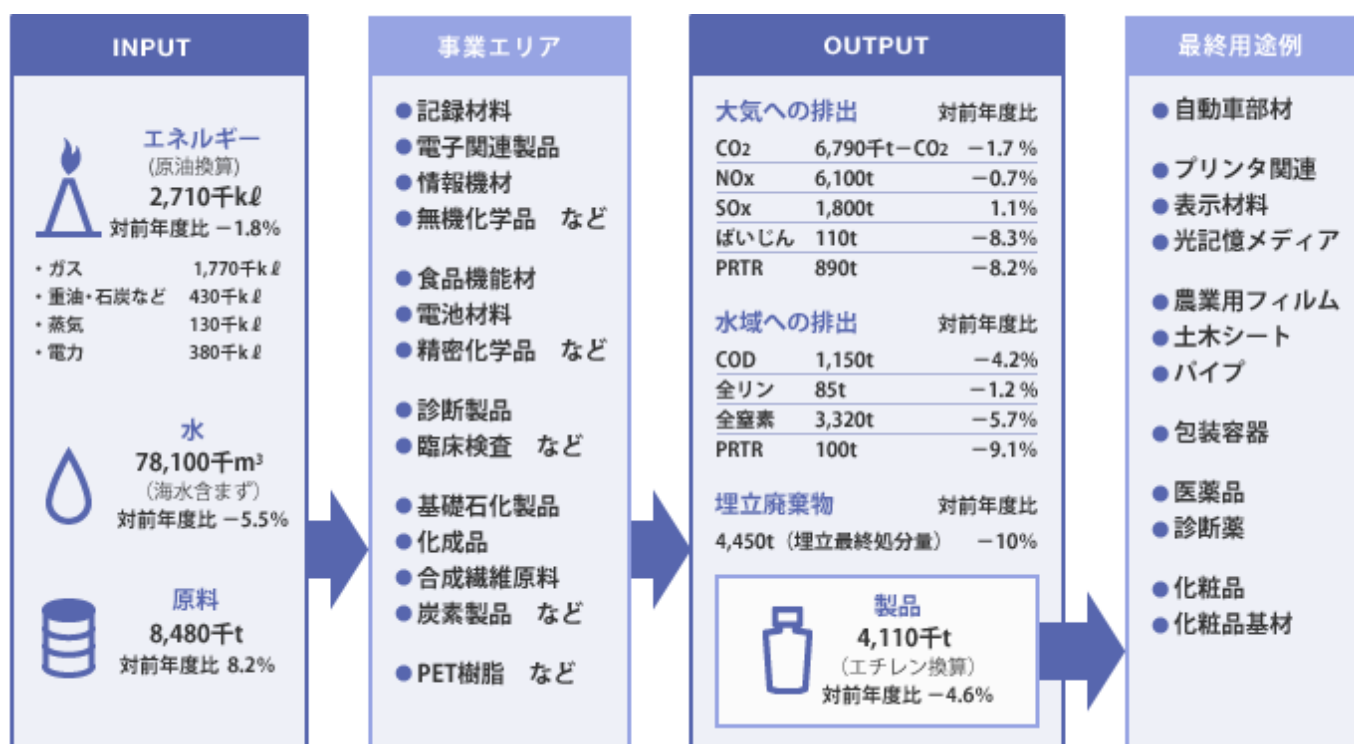 INPUT
エネルギー
(原油換算)
2,710千kℓ
対前年度比 −1.8%
・ガス 1,770千kℓ
・重油・石炭など 430千kℓ
・蒸気 130千kℓ
・電力 380千kℓ
水
78,100千m³
（海水含まず）
対前年度比 −5.5%
原料
8,480千t
対前年度比 8.2%
事業エリア
●記録材料
●電子関連製品
●情報機材
●無機化学品 など
●食品機能材
●電池材料
●精密化学品 など
●診断製品
●臨床検査 など
●基礎石化製品
●化成品
●合成繊維原料
●炭素製品 など
●PET樹脂 など
OUTPUT
大気への排出 対前年度比
CO2 6,790千t−CO2 −1.7 %
NOx 6,100t −0.7%
SOx 1,800t 1.1%
ばいじん 110t −8.3%
PRTR 890t −8.2%
水域への排出 対前年度比
COD 1,150t −4.2%
全リン 85t −1.2 %
全窒素 3,320t −5.7%
PRTR 100t −9.1%
埋立廃棄物 対前年度比
4,450t（埋立最終処分量） −10%
製品
4,110千t
（エチレン換算）
対前年度比 −4.6%
最終用途例
●自動車部材
●プリンタ関連
●表示材料
●光記憶メディア
●農業用フィルム
●土木シート
●パイプ
●包装容器
●医薬品
●診断薬
●化粧品
●化粧品基材